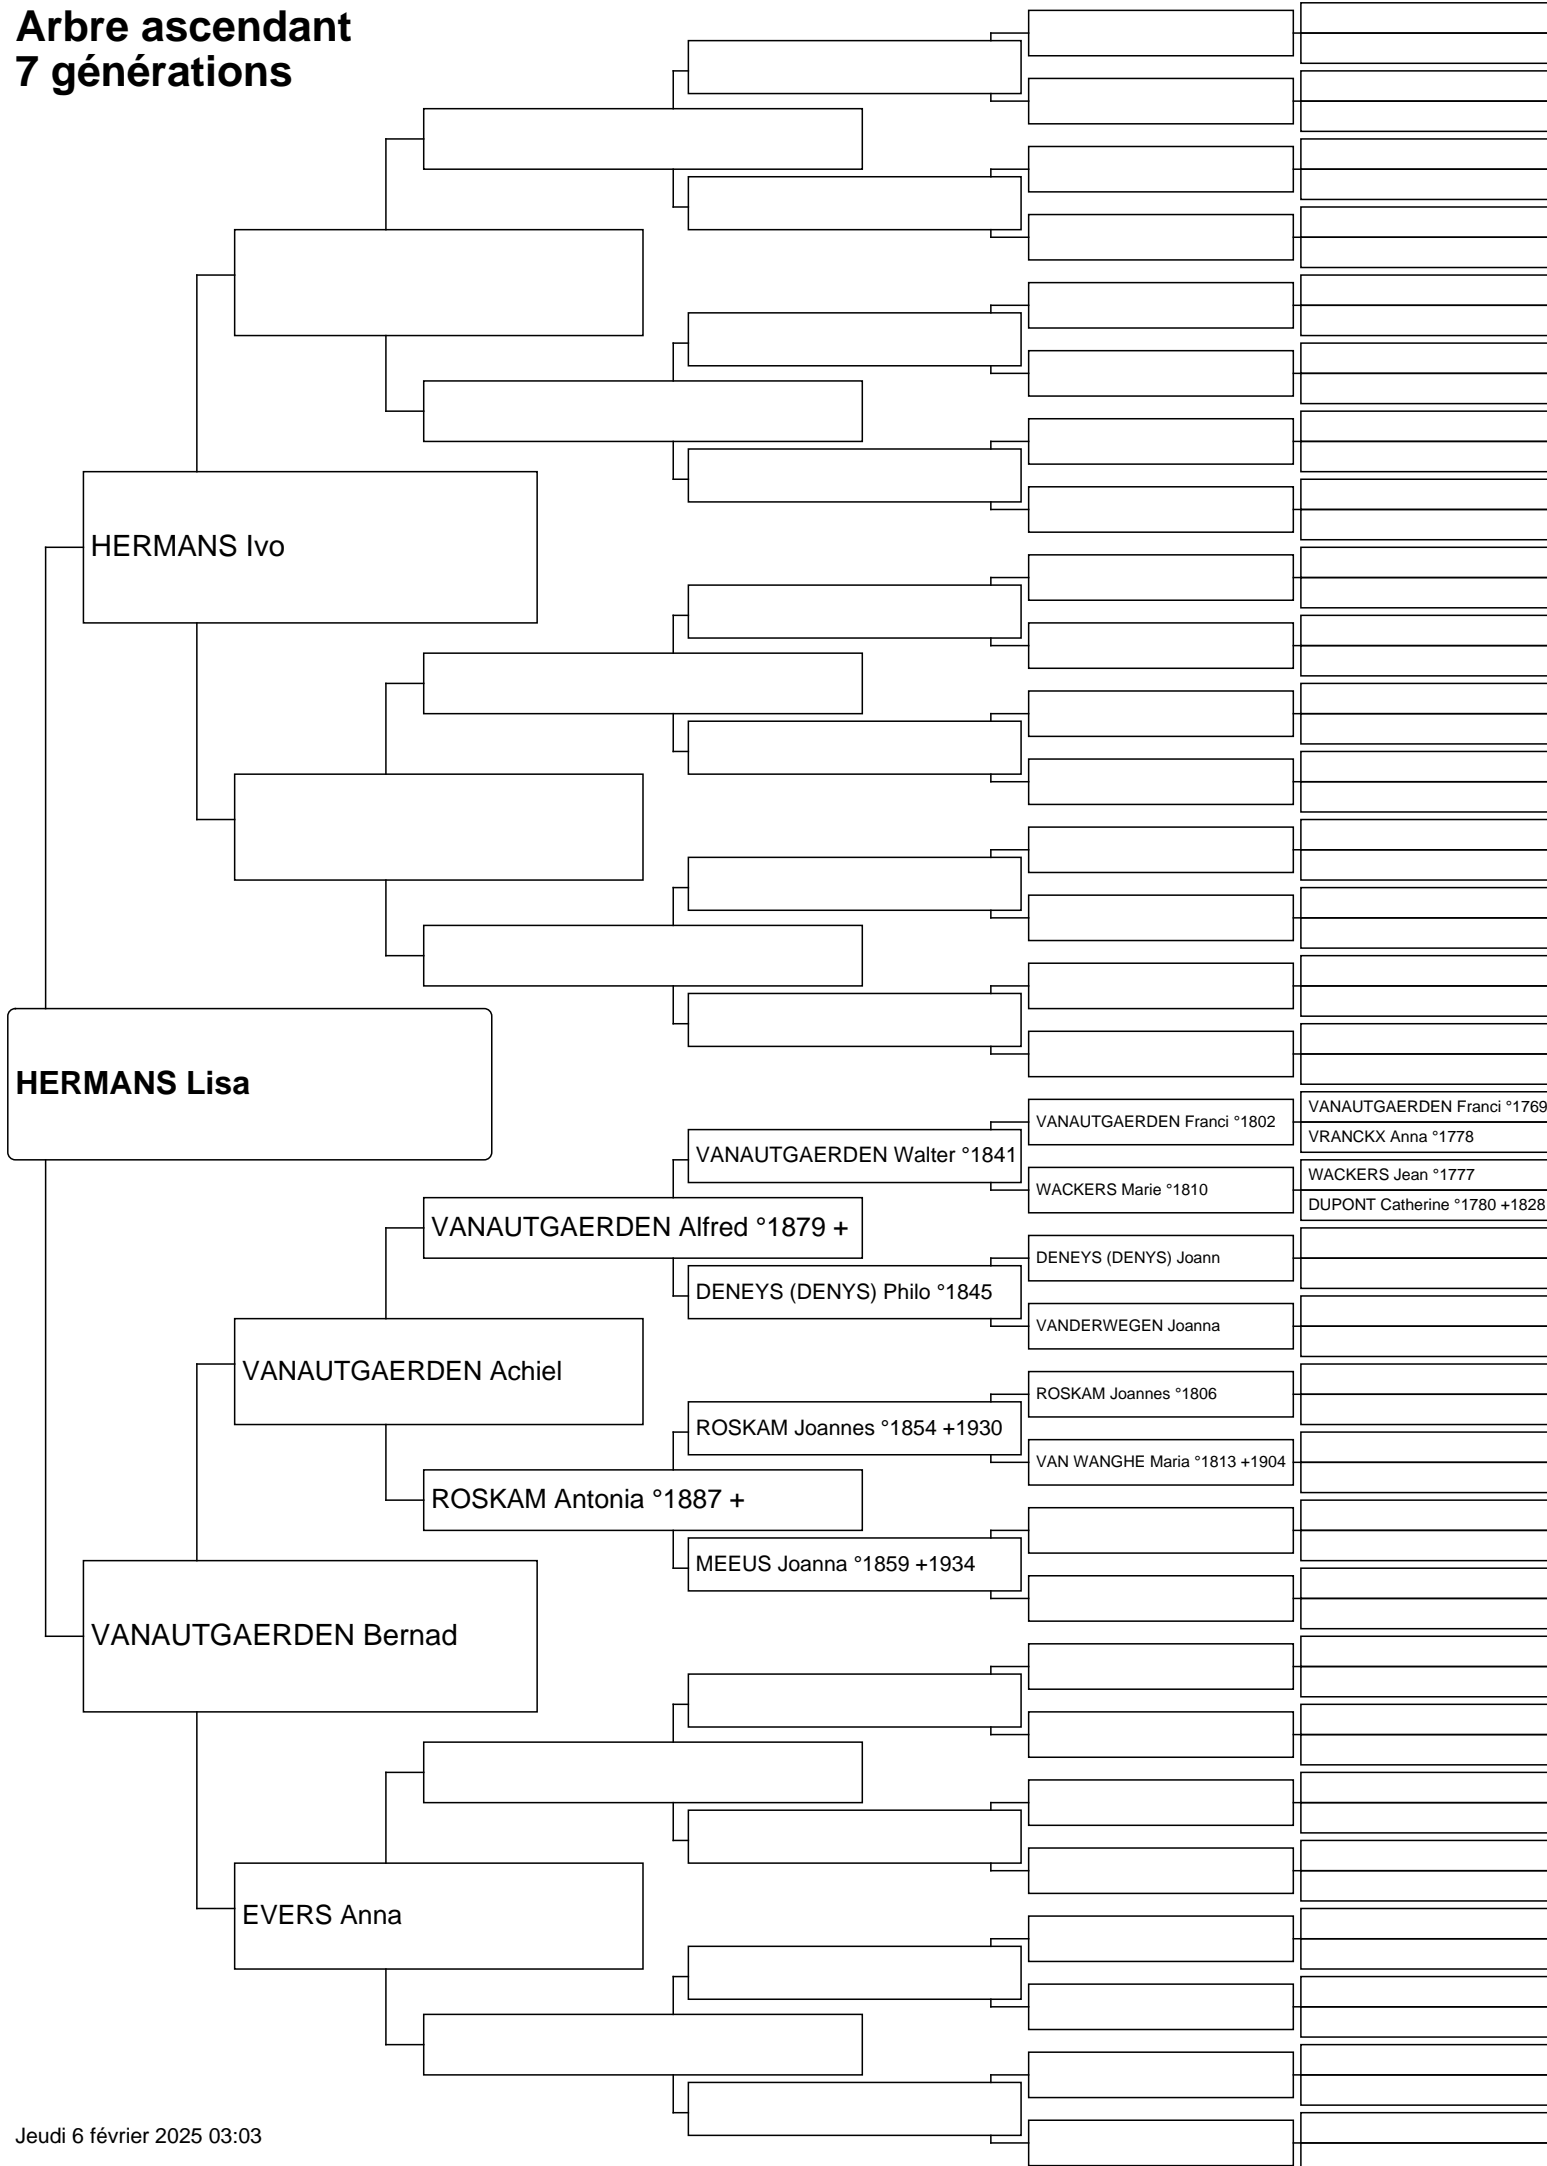 Arbre ascendant
7 générations
HERMANS Ivo
HERMANS Lisa
VANAUTGAERDEN Franci °1802
VANAUTGAERDEN Franci °1769
VRANCKX Anna °1778
VANAUTGAERDEN Walter °1841
WACKERS Marie °1810
WACKERS Jean °1777
DUPONT Catherine °1780 +1828
VANAUTGAERDEN Alfred °1879 +
DENEYS (DENYS) Joann
DENEYS (DENYS) Philo °1845
VANDERWEGEN Joanna
VANAUTGAERDEN Achiel
ROSKAM Joannes °1806
ROSKAM Joannes °1854 +1930
VAN WANGHE Maria °1813 +1904
ROSKAM Antonia °1887 +
MEEUS Joanna °1859 +1934
VANAUTGAERDEN Bernad
EVERS Anna
Jeudi 6 février 2025 03:03